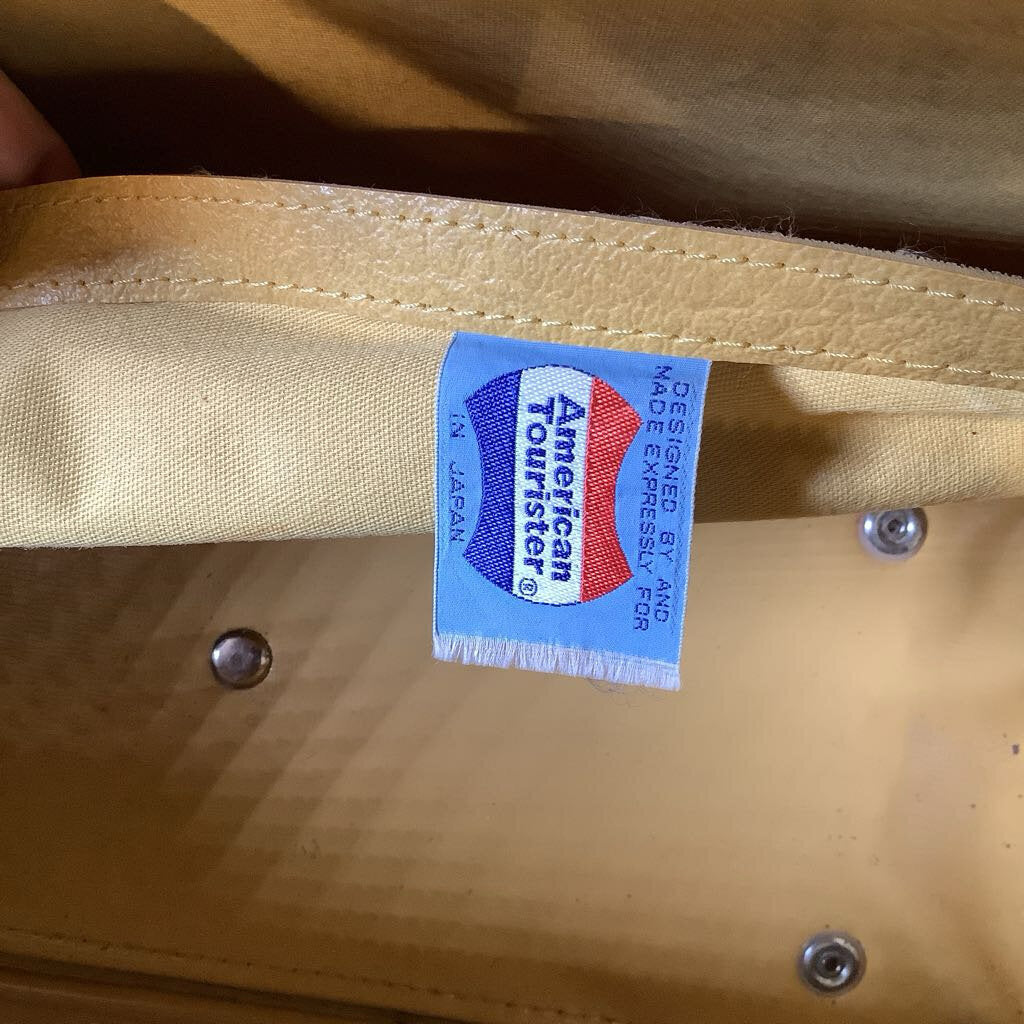 DESIGNED BY AND
MADE EXPRESSLY FOR
American
Tourister®
IN JAPAN